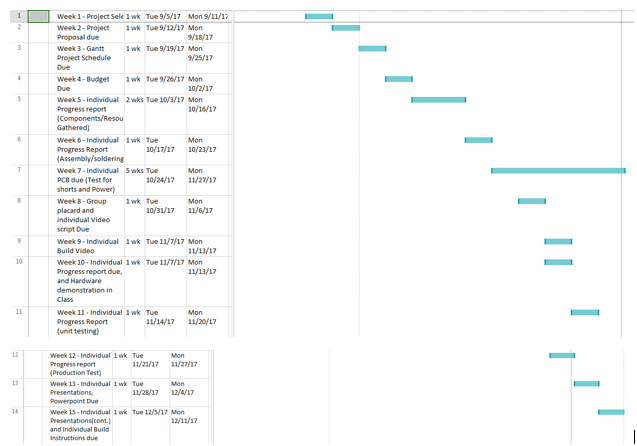 1 Week 1 - Project Sele 1 wk Tue 9/5/17 Mon 9/11/17
2 Week 2 - Project 1 wk Tue 9/12/17 Mon
Proposal due 9/18/17
3 Week 3 - Gantt 1 wk Tue 9/19/17 Mon
Project Schedule 9/25/17
Due
4 Week 4 - Budget 1 wk Tue 9/26/17 Mon
Due 10/2/17
5 Week 5 - Individual 2 wks Tue 10/3/17 Mon
Progress report 10/16/17
(Components/Resou
Gathered)
6 Week 6 - Individual 1 wk Tue Mon
Progress Report 10/17/17 10/23/17
(Assembly/soldering
7 Week 7 - Individual 5 wks Tue Mon
PCB due (Test for 10/24/17 11/27/17
shorts and Power)
8 Week 8 - Group 1 wk Tue Mon
placard and 10/31/17 11/6/17
Individual Video
script Due
9 Week 9 - Individual 1 wk Tue 11/7/17 Mon
Build Video 11/13/17
10 Week 10 - Individual 1 wk Tue 11/7/17 Mon
Progress report due, 11/13/17
and Hardware
demonstration in
Class
11 Week 11 - Individual 1 wk Tue Mon
Progress Report 11/14/17 11/20/17
(unit testing)
12 Week 12 - Individual 1 wk Tue Mon
Progress report 11/21/17 11/27/17
(Production Test)
13 Week 13 - Individual 1 wk Tue Mon
Presentations, 11/28/17 12/4/17
Powerpoint Due
14 Week 15 - Individual 1 wk Tue 12/5/17 Mon
Presentations(cont.) 12/11/17
and Individual Build
Instructions due